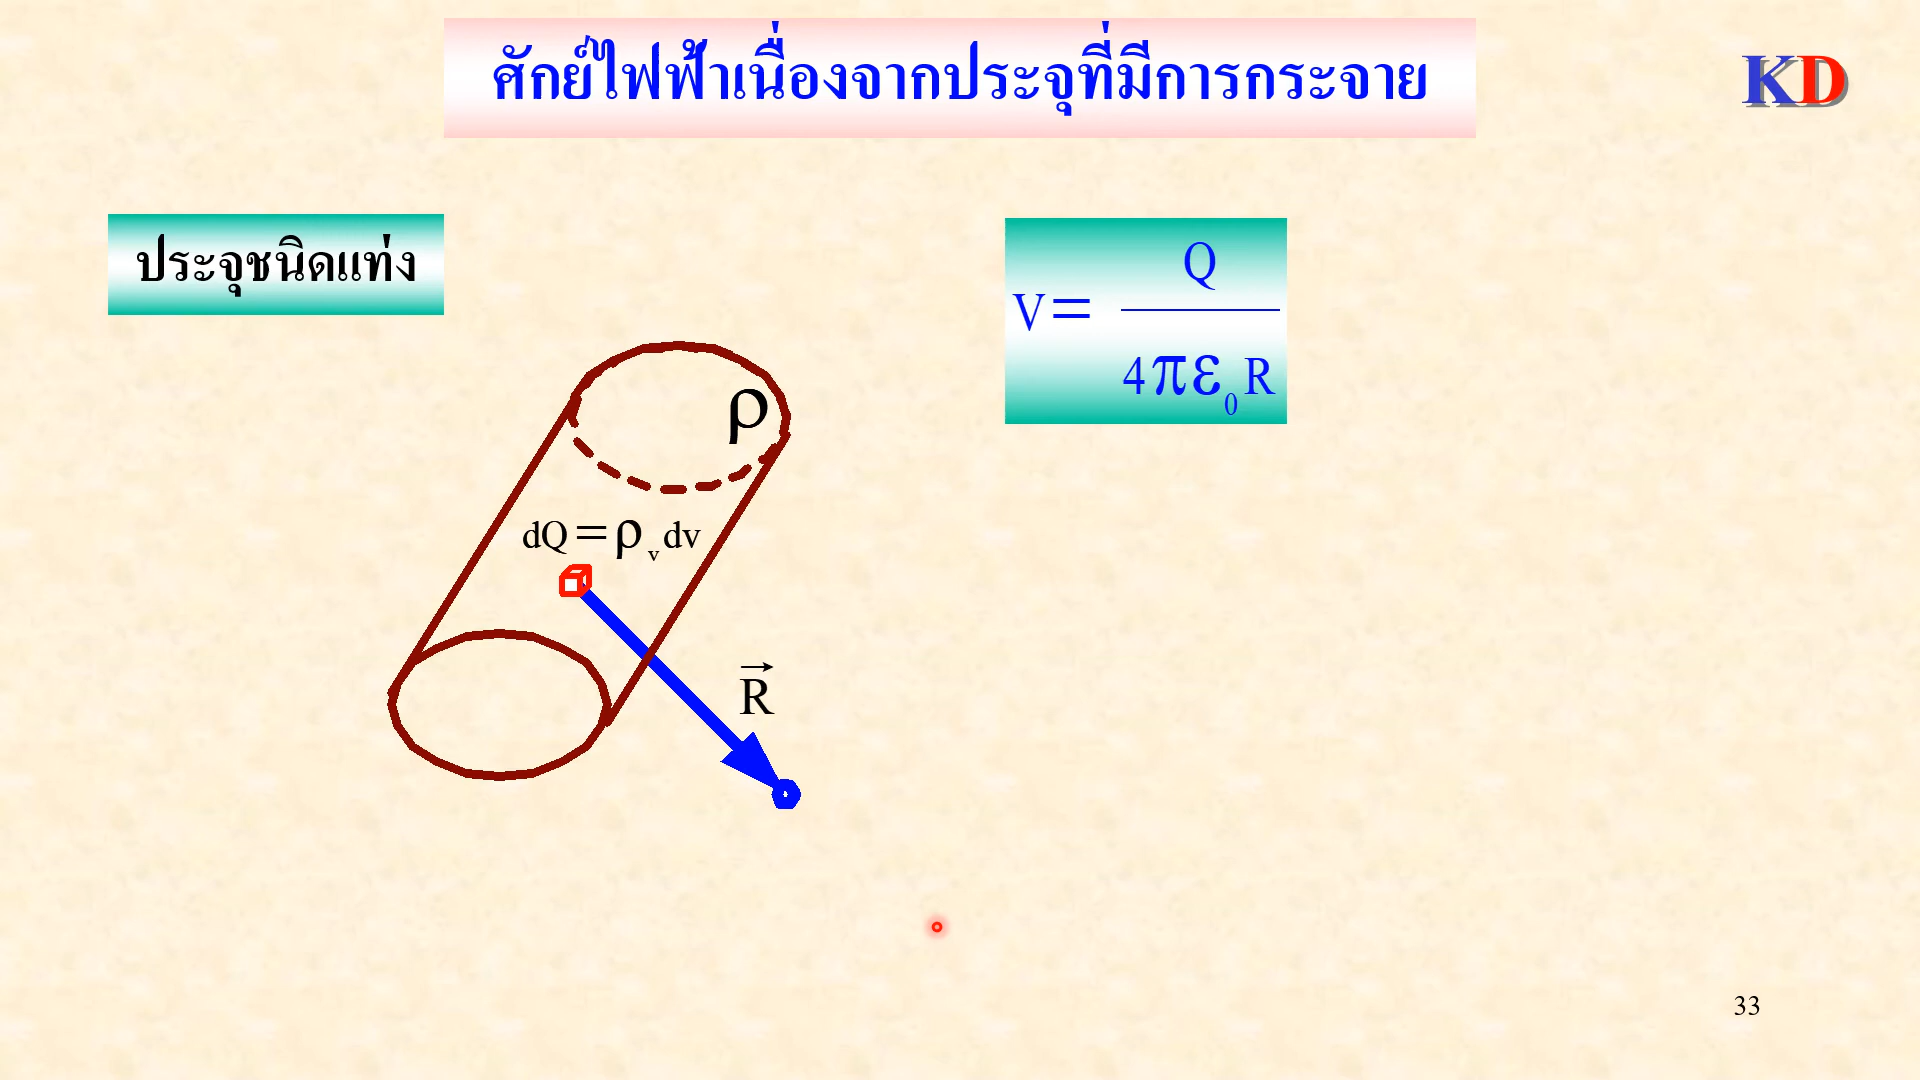 ศักย์ไฟฟ้าเนื่องจากประจุที่มีการกระจาย
KD
ประจุชนิดแท่ง
V = Q / 4πε₀R
ρ
dQ = ρᵥ dv
R⃗
33